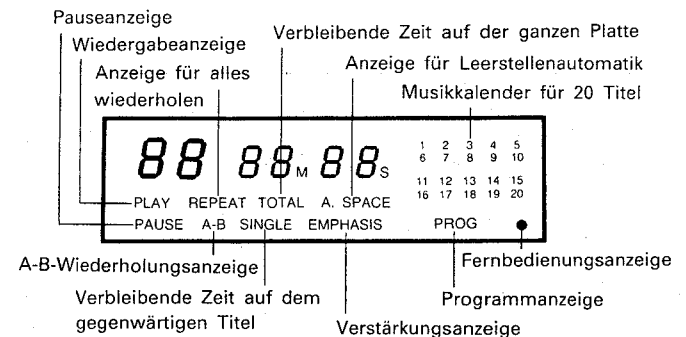 Pauseanzeige
Wiedergabeanzeige
Anzeige für alles
wiederholen
Verbleibende Zeit auf der ganzen Platte
Anzeige für Leerstellenautomatik
Musikkalender für 20 Titel
88 88M 88S
1 2 3 4 5
6 7 8 9 10
11 12 13 14 15
16 17 18 19 20
PLAY REPEAT TOTAL A. SPACE
PAUSE A-B SINGLE EMPHASIS PROG
A-B-Wiederholungsanzeige
Verbleibende Zeit auf dem
gegenwärtigen Titel
Verstärkungsanzeige
Programmanzeige
Fernbedienungsanzeige